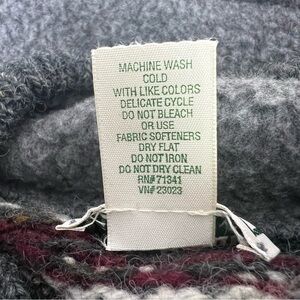 MACHINE WASH
COLD
WITH LIKE COLORS
DELICATE CYCLE
DO NOT BLEACH
OR USE
FABRIC SOFTENERS
DRY FLAT
DO NOT IRON
DO NOT DRY CLEAN
RN# 71341
VN# 23023